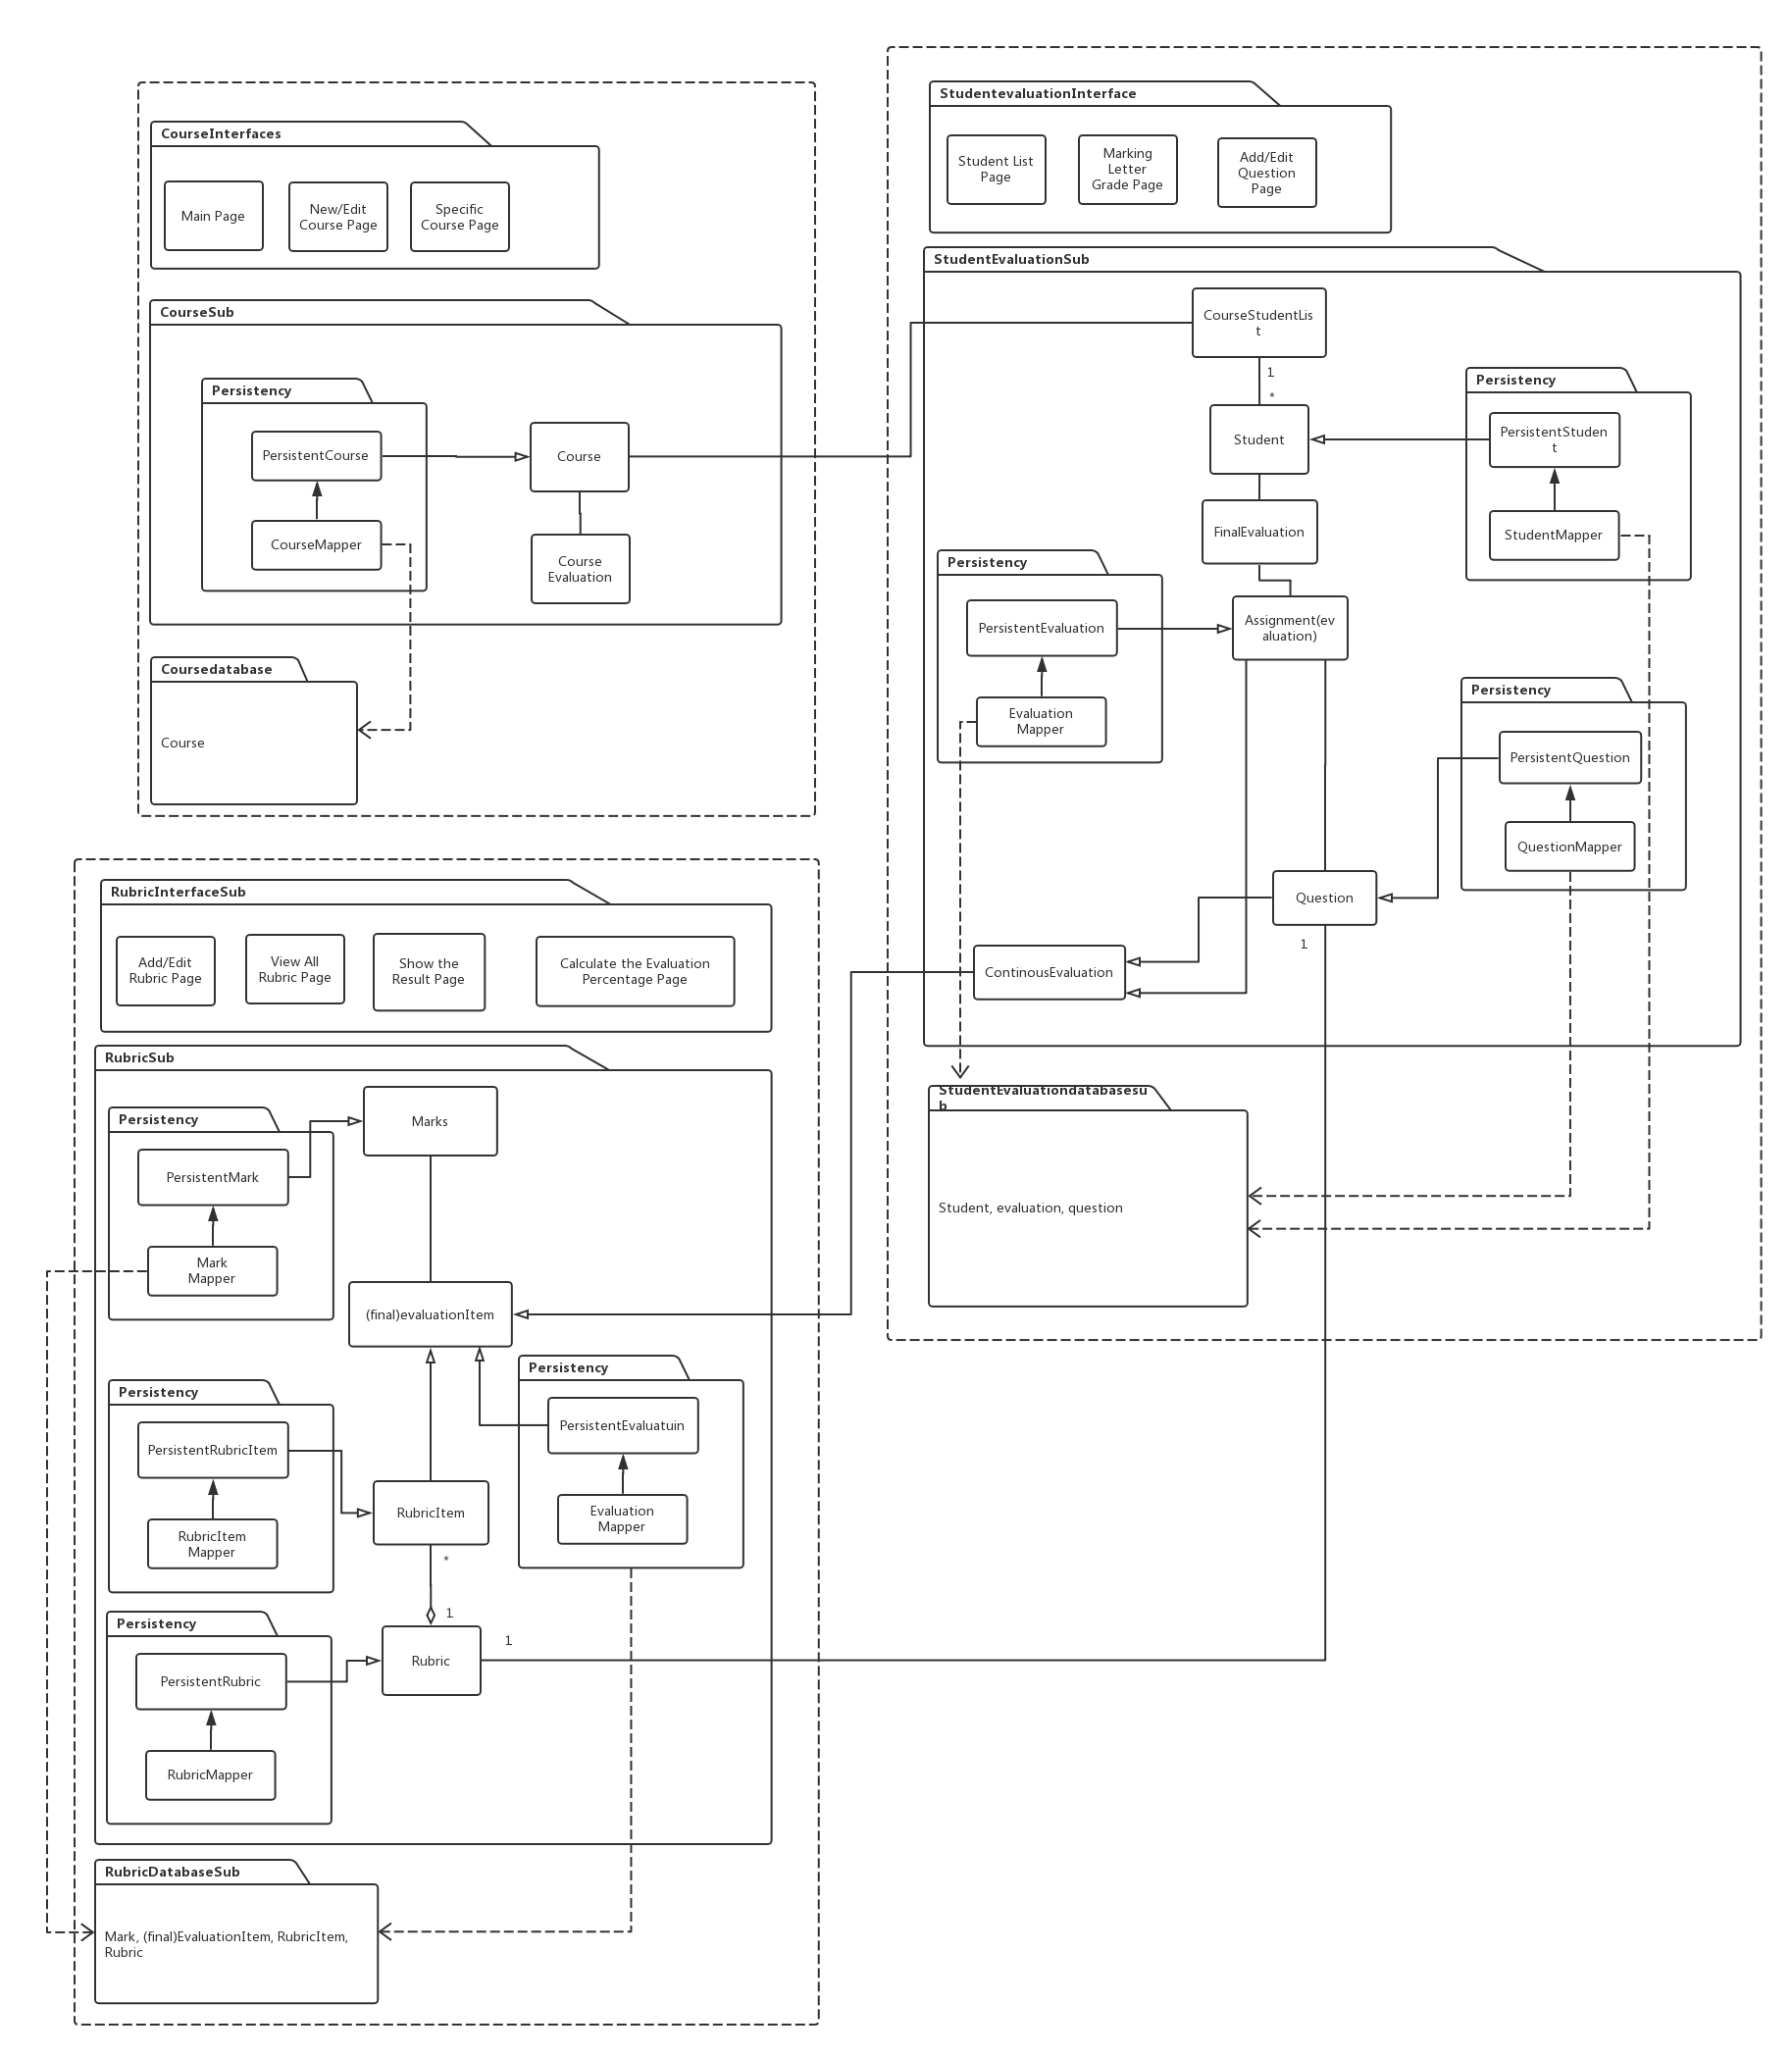 CourseInterfaces
Main Page
New/Edit
Course Page
Specific
Course Page
CourseSub
Persistency
PersistentCourse
CourseMapper
Course
Course
Evaluation
Coursedatabase
Course
StudentevaluationInterface
Student List
Page
Marking
Letter
Grade Page
Add/Edit
Question
Page
StudentEvaluationSub
CourseStudentLis
t
1
*
Student
FinalEvaluation
Assignment(ev
aluation)
Persistency
PersistentStuden
t
StudentMapper
Persistency
PersistentEvaluation
Evaluation
Mapper
Persistency
PersistentQuestion
QuestionMapper
Question
1
ContinousEvaluation
StudentEvaluationdatabasesu
b
Student, evaluation, question
RubricInterfaceSub
Add/Edit
Rubric Page
View All
Rubric Page
Show the
Result Page
Calculate the Evaluation
Percentage Page
RubricSub
Persistency
PersistentMark
Mark
Mapper
Marks
(final)evaluationItem
Persistency
PersistentEvaluatuin
Evaluation
Mapper
Persistency
PersistentRubricItem
RubricItem
Mapper
RubricItem
*
1
1
Persistency
PersistentRubric
RubricMapper
Rubric
RubricDatabaseSub
Mark, (final)EvaluationItem, RubricItem,
Rubric